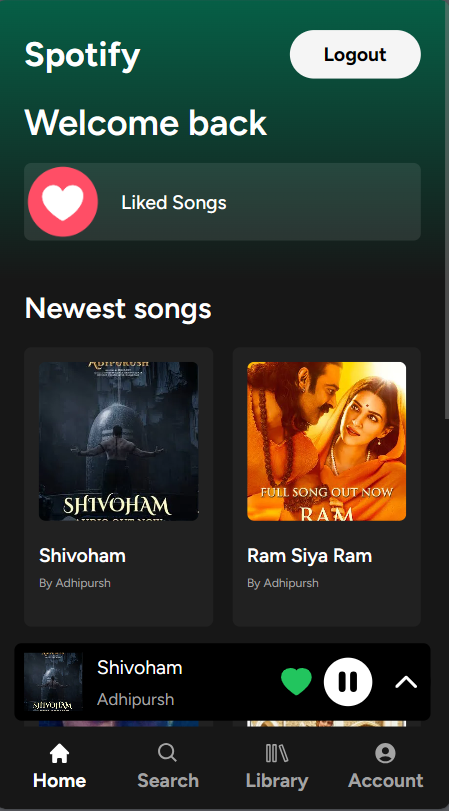 Spotify
Logout
Welcome back
Liked Songs
Newest songs
ADIPURUSH
SHIVOHAM
AUDIO OUT NOW
FULL SONG OUT NOW
RAM
Shivoham
By Adhipursh
Ram Siya Ram
By Adhipursh
SHIVOHAM
Shivoham
Adhipursh
Home
Search
Library
Account